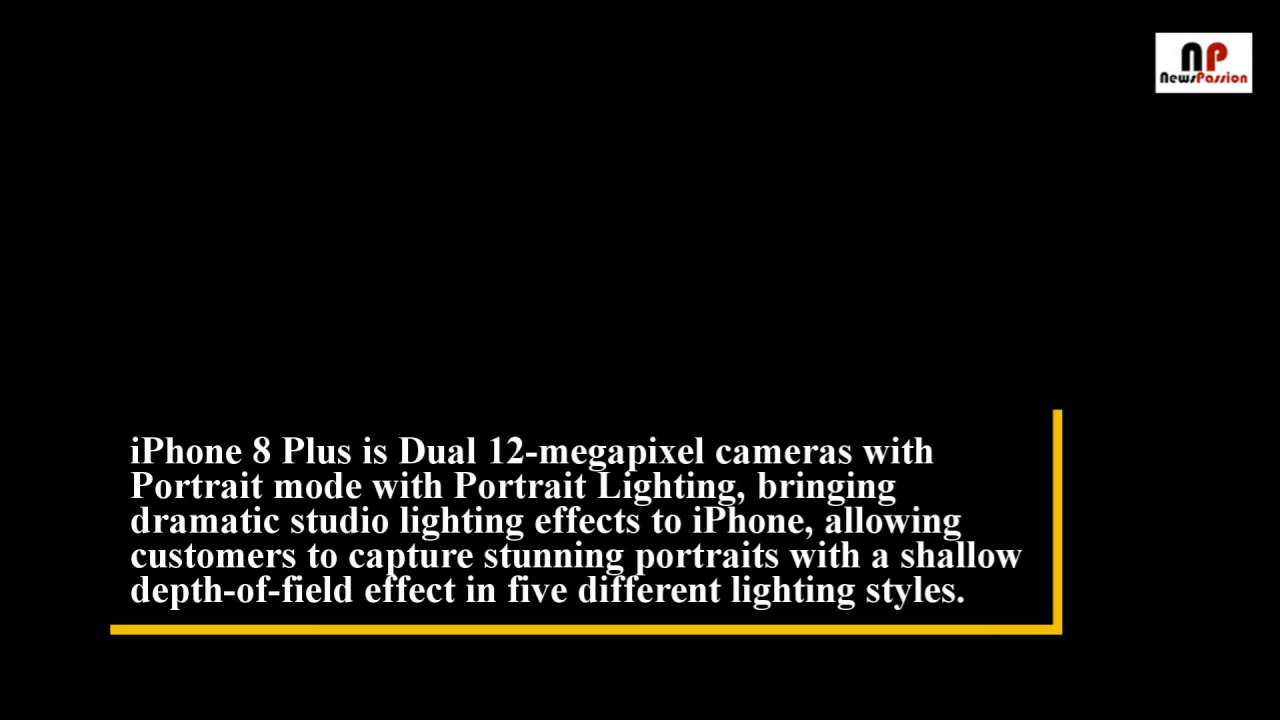 NP
NewsPassion
iPhone 8 Plus is Dual 12-megapixel cameras with
Portrait mode with Portrait Lighting, bringing
dramatic studio lighting effects to iPhone, allowing
customers to capture stunning portraits with a shallow
depth-of-field effect in five different lighting styles.